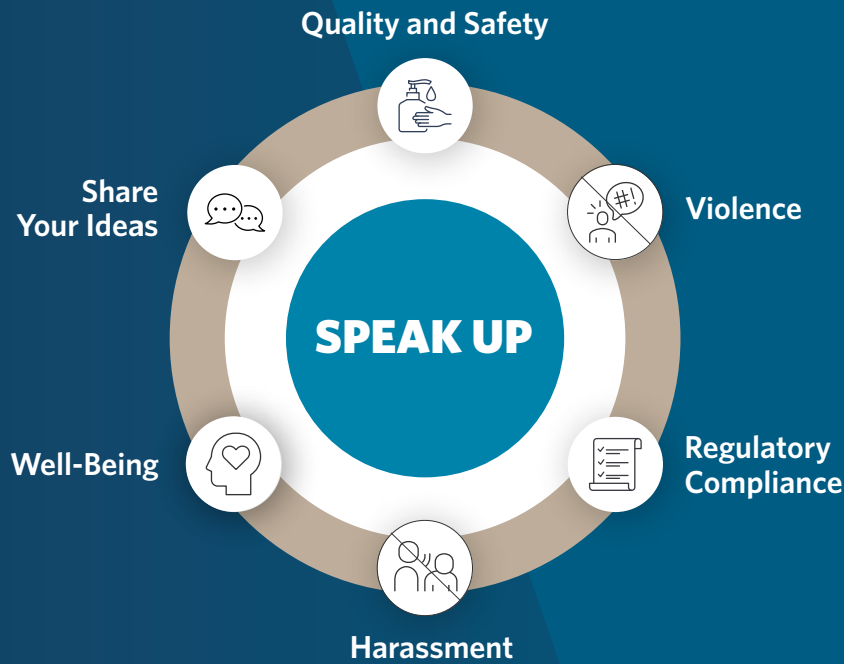 Quality and Safety
Share
Your Ideas
#!
Violence
SPEAK UP
Well-Being
Regulatory
Compliance
Harassment